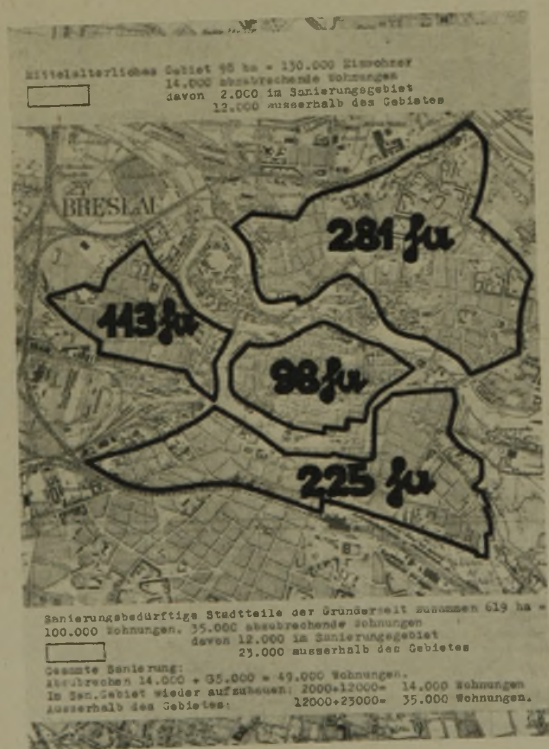 Mittelalterliches Gebiet 98 ha = 130.000 Einwohner
14.000 abzubrechende Wohnungen
davon 2.000 im Sanierungsgebiet
12.000 ausserhalb des Gebietes
BRESLAU
281 ha
113 ha
98 ha
225 ha
Sanierungsbedürftige Stadtteile der Gründerzeit zusammen 619 ha =
100.000 Wohnungen. 35.000 abzubrechende Wohnungen
davon 12.000 im Sanierungsgebiet
23.000 ausserhalb des Gebietes
Gesamte Sanierung:
Abzubrechen 14.000 + 35.000 = 49.000 Wohnungen.
Im San.Gebiet wieder aufzubauen: 2000+12000= 14.000 Wohnungen
Ausserhalb des Gebietes: 12000+23000= 35.000 Wohnungen.